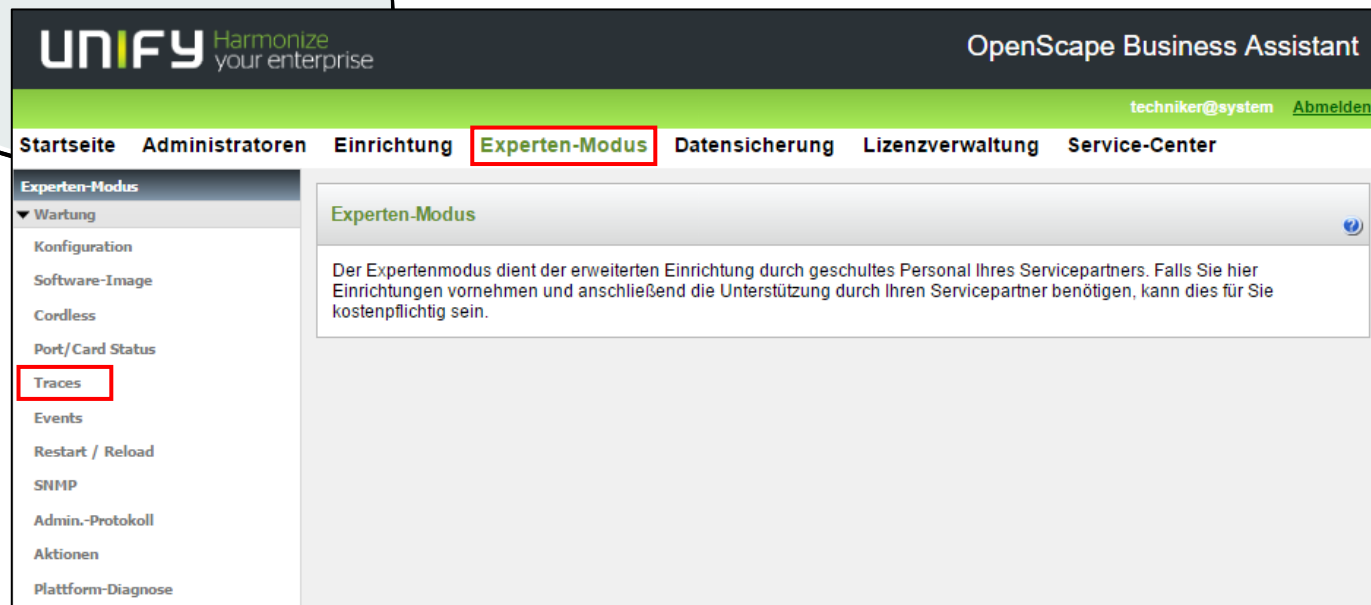 UNIFY Harmonize
your enterprise
OpenScape Business Assistant
techniker@system Abmelden
Startseite Administratoren Einrichtung Experten-Modus Datensicherung Lizenzverwaltung Service-Center
Experten-Modus
Wartung
Konfiguration
Software-Image
Cordless
Port/Card Status
Traces
Events
Restart / Reload
SNMP
Admin.-Protokoll
Aktionen
Plattform-Diagnose
Experten-Modus
?
Der Expertenmodus dient der erweiterten Einrichtung durch geschultes Personal Ihres Servicepartners. Falls Sie hier
Einrichtungen vornehmen und anschließend die Unterstützung durch Ihren Servicepartner benötigen, kann dies für Sie
kostenpflichtig sein.